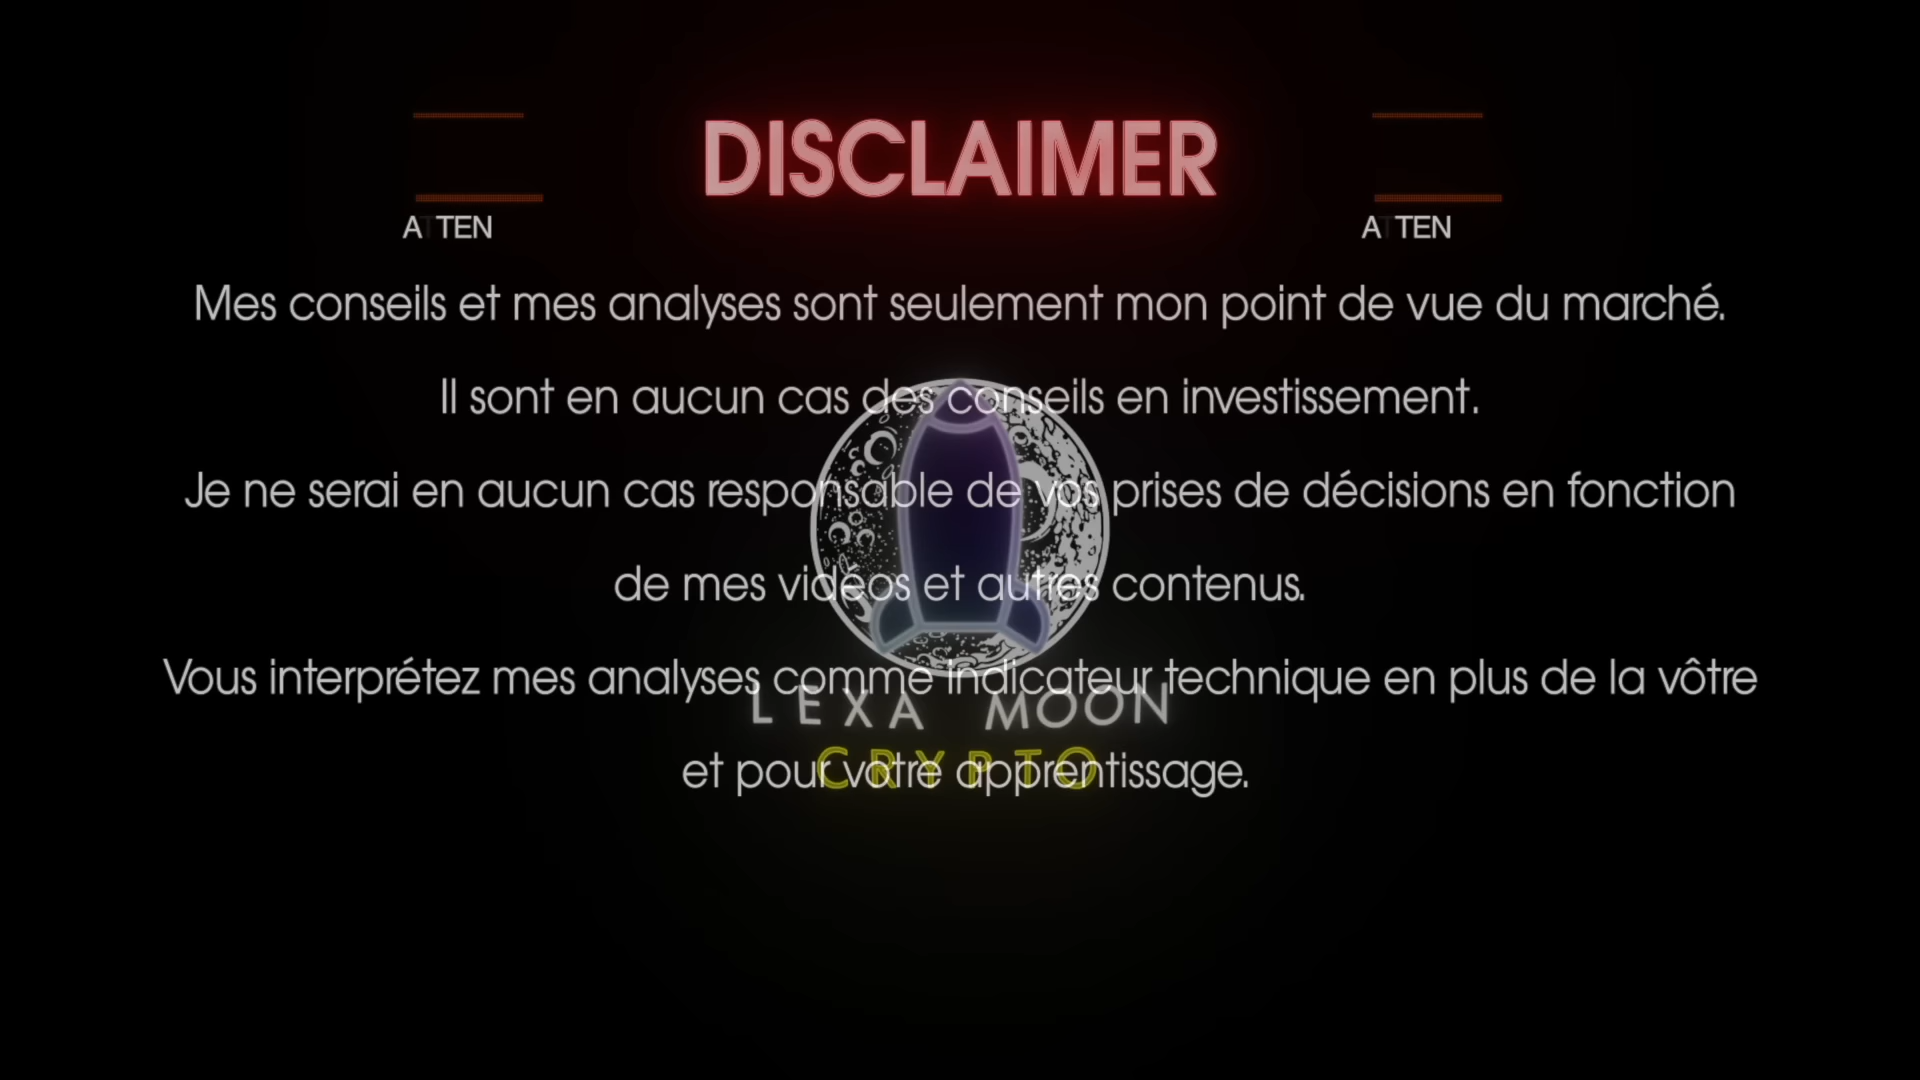 DISCLAIMER
ATTEN
ATTEN
Mes conseils et mes analyses sont seulement mon point de vue du marché.
Il sont en aucun cas des conseils en investissement.
Je ne serai en aucun cas responsable de vos prises de décisions en fonction
de mes vidéos et autres contenus.
Vous interprétez mes analyses comme indicateur technique en plus de la vôtre
et pour votre apprentissage.
LEXA MOON
CRYPTO